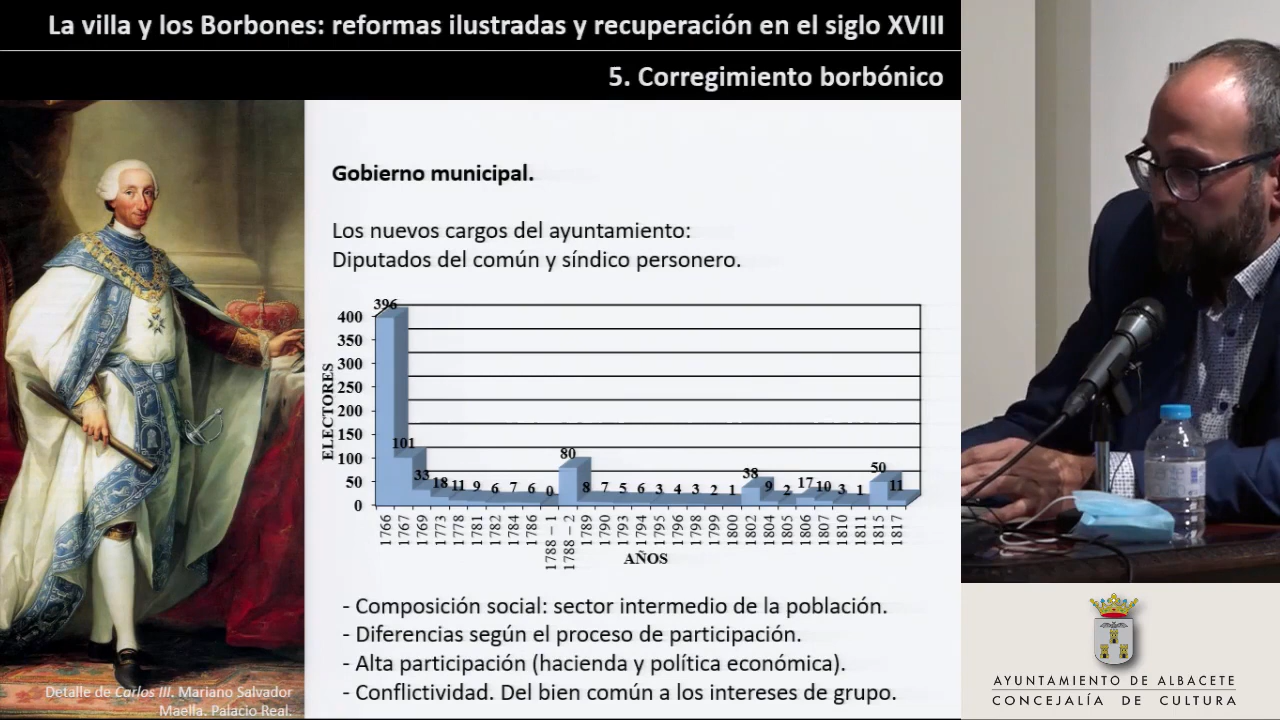 La villa y los Borbones: reformas ilustradas y recuperación en el siglo XVIII
5. Corregimiento borbónico
Gobierno municipal.
Los nuevos cargos del ayuntamiento:
Diputados del común y síndico personero.
ELECTORES
400
350
300
250
200
150
100
50
0
396 101 33 18 11 9 6 7 6 0 80 8 7 5 6 3 4 3 2 1 38 9 2 17 10 3 1 50 11
1766 1767 1769 1773 1778 1781 1782 1784 1786 1788 – 1 1788 – 2 1789 1790 1793 1794 1795 1796 1798 1799 1800 1802 1804 1805 1806 1807 1810 1811 1815 1817
AÑOS
- Composición social: sector intermedio de la población.
- Diferencias según el proceso de participación.
- Alta participación (hacienda y política económica).
- Conflictividad. Del bien común a los intereses de grupo.
Detalle de Carlos III. Mariano Salvador
Maella. Palacio Real.
AYUNTAMIENTO DE ALBACETE
CONCEJALÍA DE CULTURA